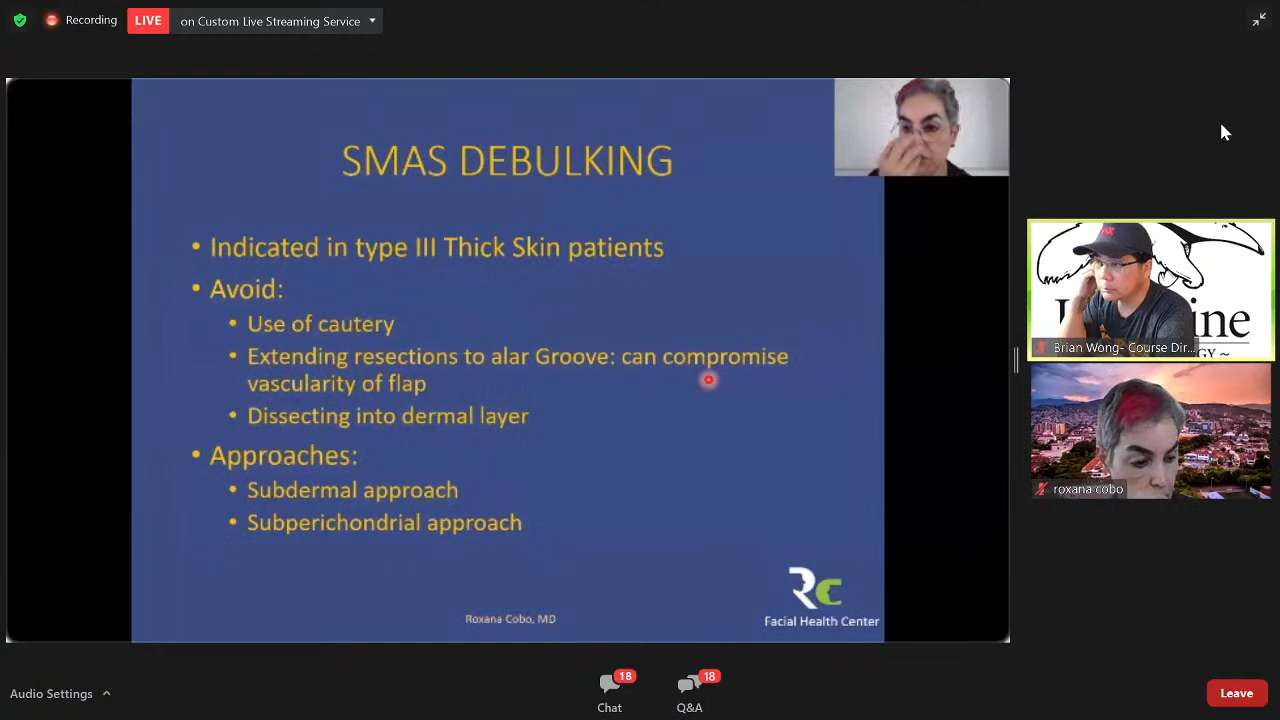 Recording
LIVE
on Custom Live Streaming Service
SMAS DEBULKING
• Indicated in type III Thick Skin patients
• Avoid:
• Use of cautery
• Extending resections to alar Groove: can compromise
vascularity of flap
• Dissecting into dermal layer
• Approaches:
• Subdermal approach
• Subperichondrial approach
Roxana Cobo, MD
RC
Facial Health Center
Brian Wong- Course Dir...
roxana cobo
Audio Settings
18
Chat
18
Q&A
Leave